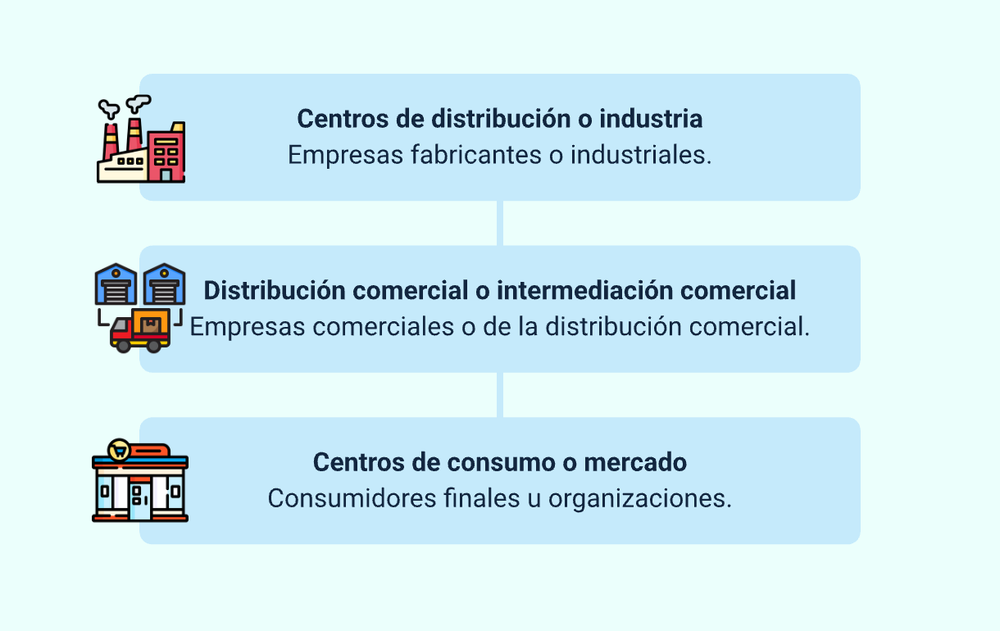 Centros de distribución o industria
Empresas fabricantes o industriales.
Distribución comercial o intermediación comercial
Empresas comerciales o de la distribución comercial.
Centros de consumo o mercado
Consumidores finales u organizaciones.